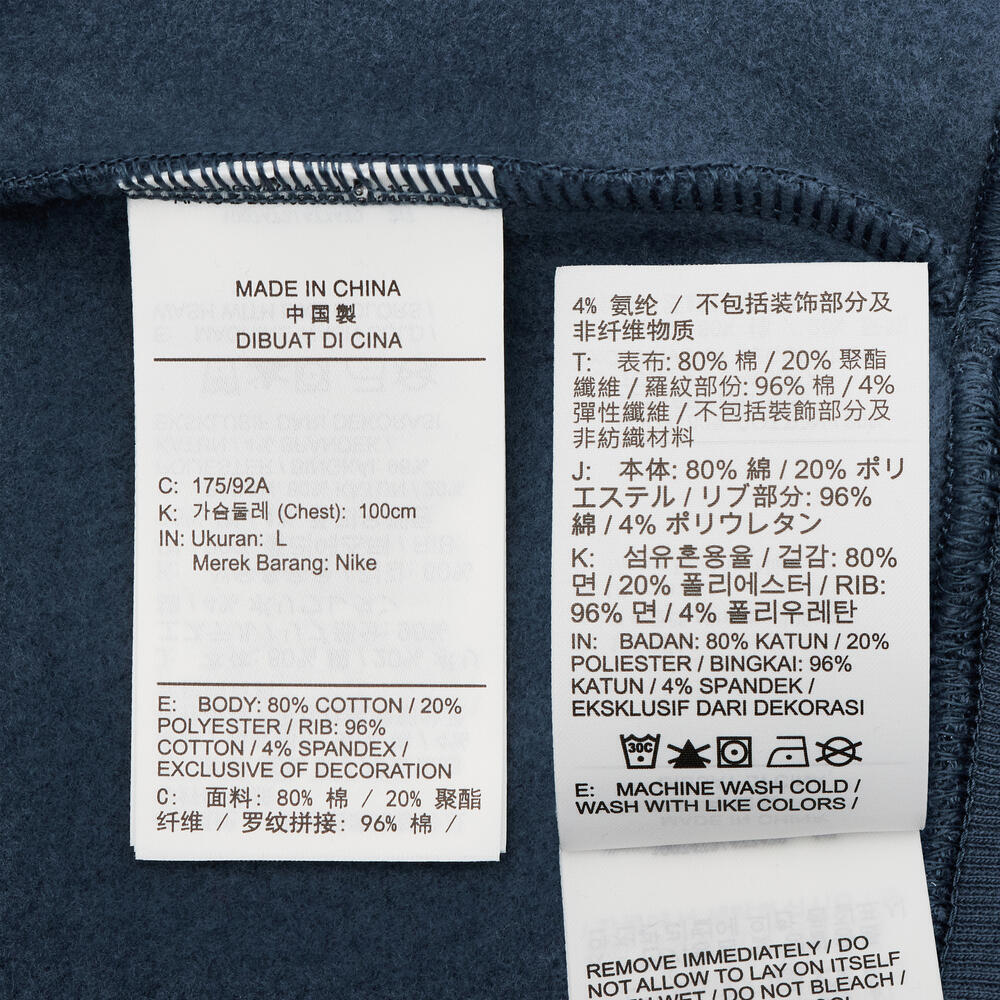 MADE IN CHINA
中国製
DIBUAT DI CINA
C: 175/92A
K: 가슴둘레 (Chest): 100cm
IN: Ukuran: L
Merek Barang: Nike
E: BODY: 80% COTTON / 20%
POLYESTER / RIB: 96%
COTTON / 4% SPANDEX /
EXCLUSIVE OF DECORATION
C: 面料: 80% 棉 / 20% 聚酯
纤维 / 罗纹拼接: 96% 棉 /
4% 氨纶 / 不包括装饰部分及
非纤维物质
T: 表布: 80% 棉 / 20% 聚酯
纖維 / 羅紋部份: 96% 棉 / 4%
彈性纖維 / 不包括裝飾部分及
非紡織材料
J: 本体: 80% 綿 / 20% ポリ
エステル / リブ部分: 96%
綿 / 4% ポリウレタン
K: 섬유혼용율 / 겉감: 80%
면 / 20% 폴리에스터 / RIB:
96% 면 / 4% 폴리우레탄
IN: BADAN: 80% KATUN / 20%
POLIESTER / BINGKAI: 96%
KATUN / 4% SPANDEK /
EKSKLUSIF DARI DEKORASI
30C
E: MACHINE WASH COLD /
WASH WITH LIKE COLORS /
REMOVE IMMEDIATELY / DO
NOT ALLOW TO LAY ON ITSELF
WET / DO NOT BLEACH /